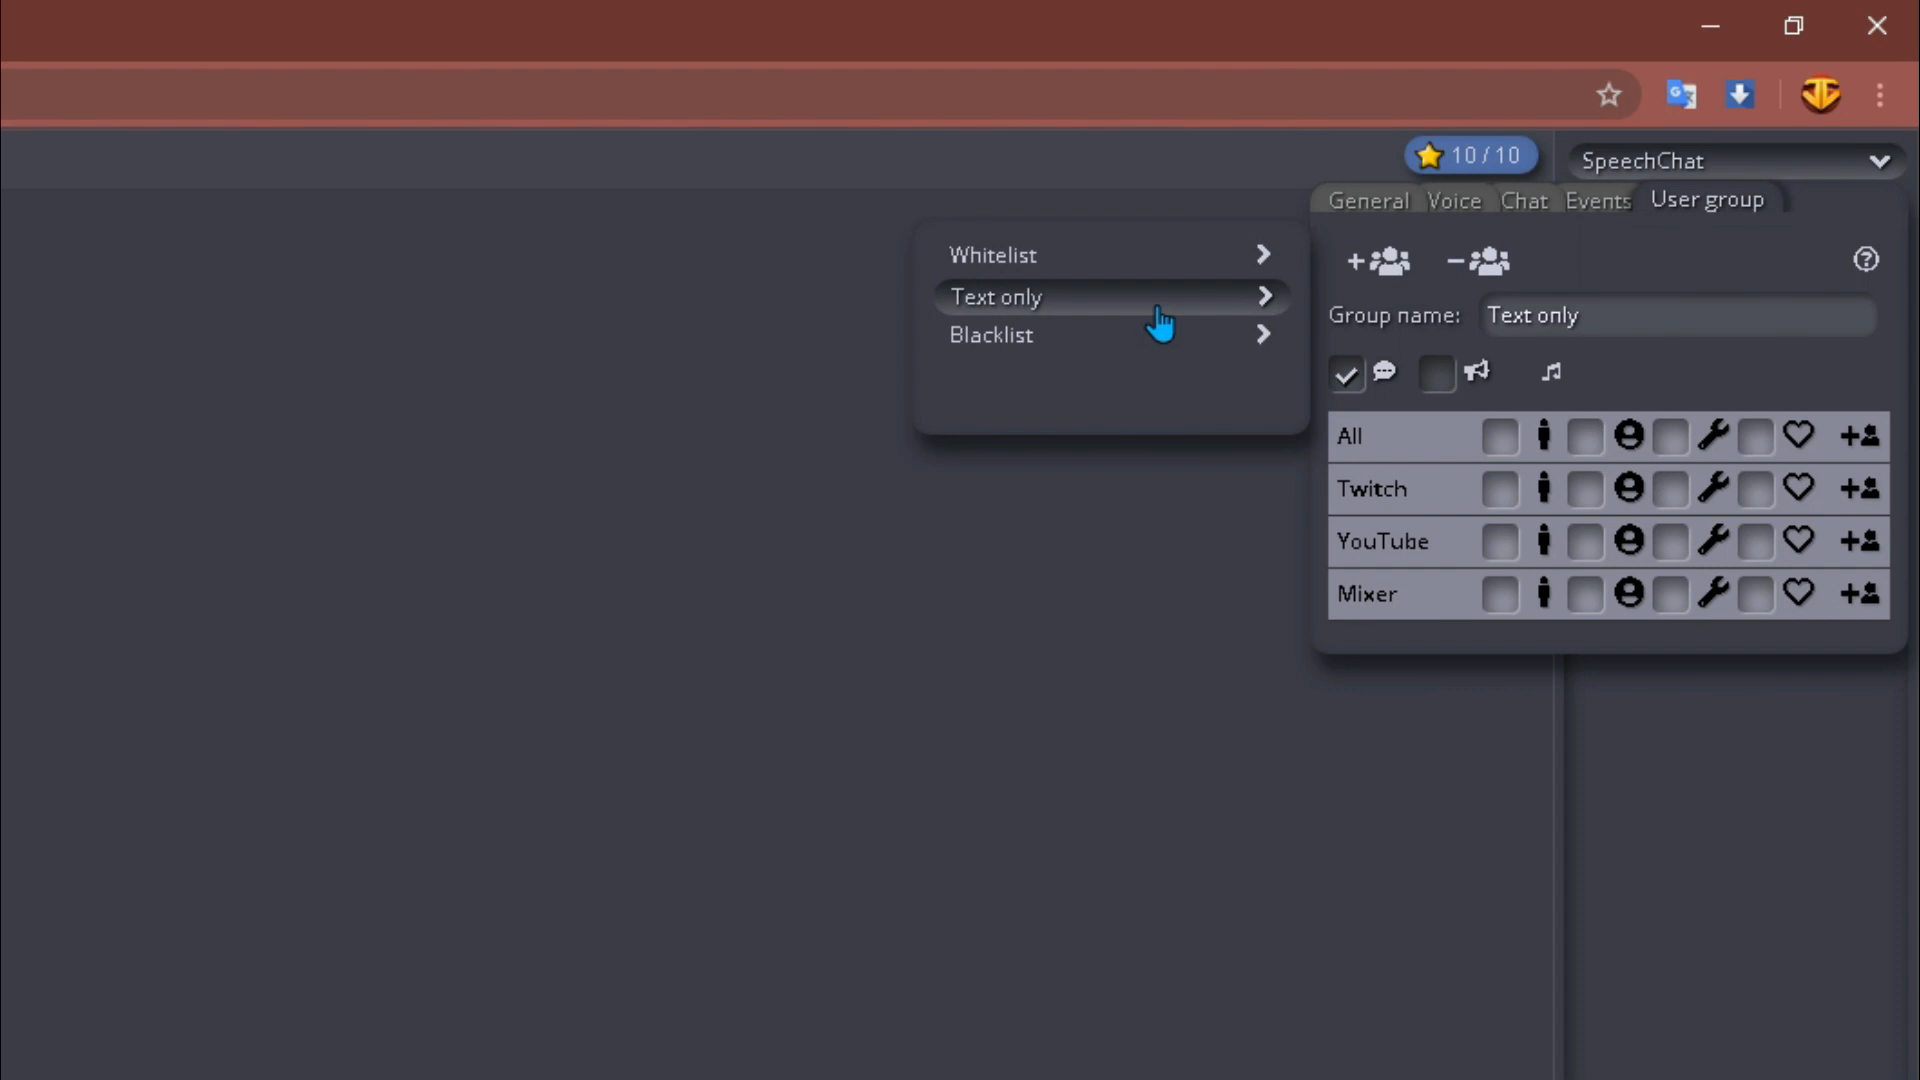 10/10
SpeechChat
General Voice Chat Events User group
Whitelist
Text only
Blacklist
Group name: Text only
All
Twitch
YouTube
Mixer